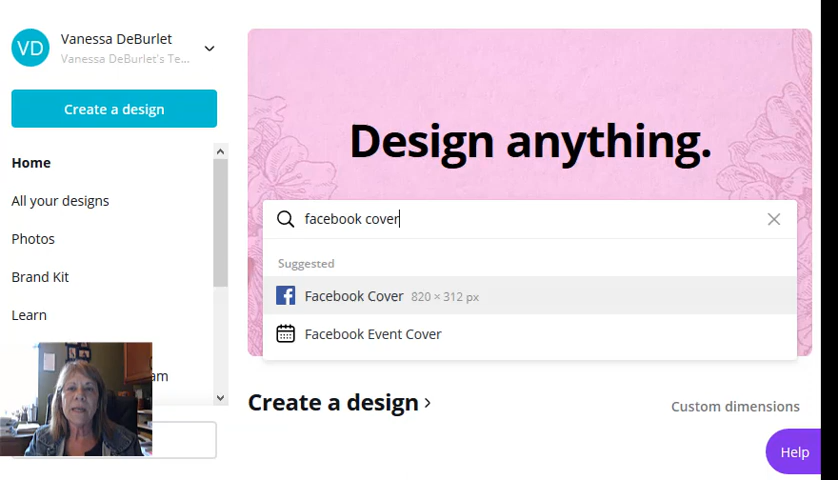 VD
Vanessa DeBurlet
Vanessa DeBurlet's Te...
Create a design
Home
All your designs
Photos
Brand Kit
Learn
am
Design anything.
facebook cover
Suggested
Facebook Cover 820 × 312 px
Facebook Event Cover
Create a design ›
Custom dimensions
Help